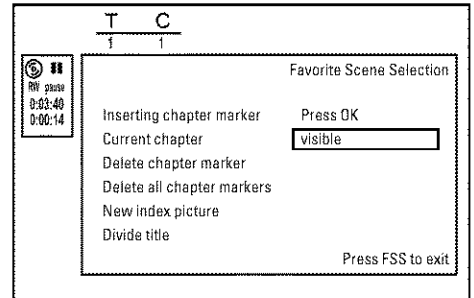 T C
1 1
RW pause
0:03:40
0:00:14
Favorite Scene Selection
Inserting chapter marker Press OK
Current chapter visible
Delete chapter marker
Delete all chapter markers
New index picture
Divide title
Press FSS to exit